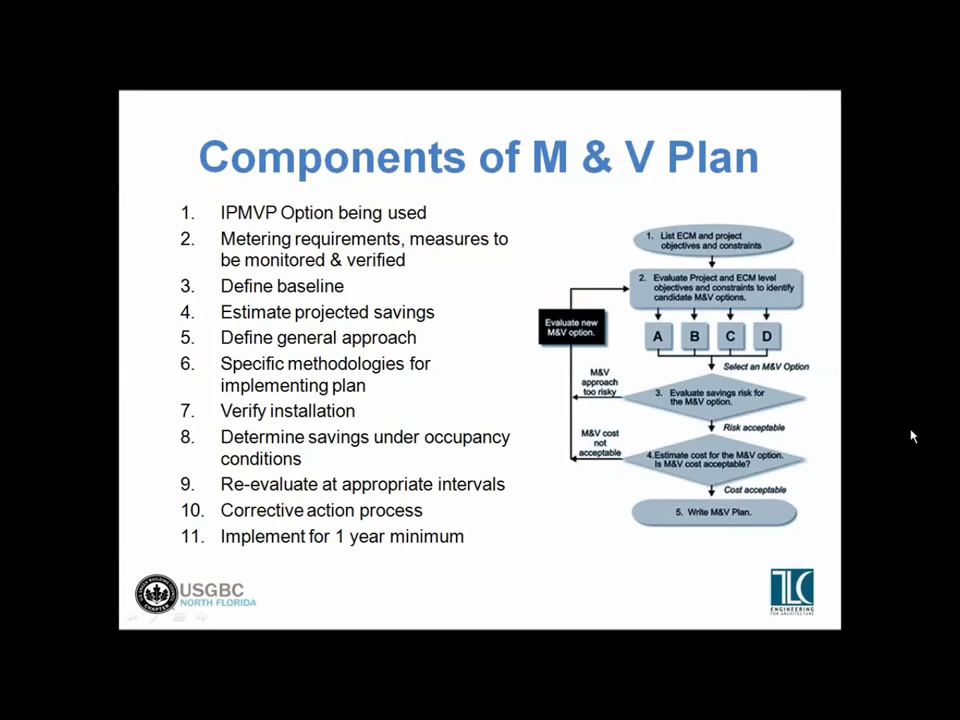 Components of M & V Plan
1. IPMVP Option being used
2. Metering requirements, measures to
be monitored & verified
3. Define baseline
4. Estimate projected savings
5. Define general approach
6. Specific methodologies for
implementing plan
7. Verify installation
8. Determine savings under occupancy
conditions
9. Re-evaluate at appropriate intervals
10. Corrective action process
11. Implement for 1 year minimum
1. List ECM and project
objectives and constraints
2. Evaluate Project and ECM level
objectives and constraints to identify
candidate M&V options.
Evaluate new
M&V option.
A B C D
Select an M&V Option
M&V
approach
too risky
3. Evaluate savings risk for
the M&V option.
Risk acceptable
M&V cost
not
acceptable
4.Estimate cost for the M&V option.
Is M&V cost acceptable?
Cost acceptable
5. Write M&V Plan.
USGBC
NORTH FLORIDA
CHAPTER
TLC
ENGINEERING
FOR ARCHITECTURE